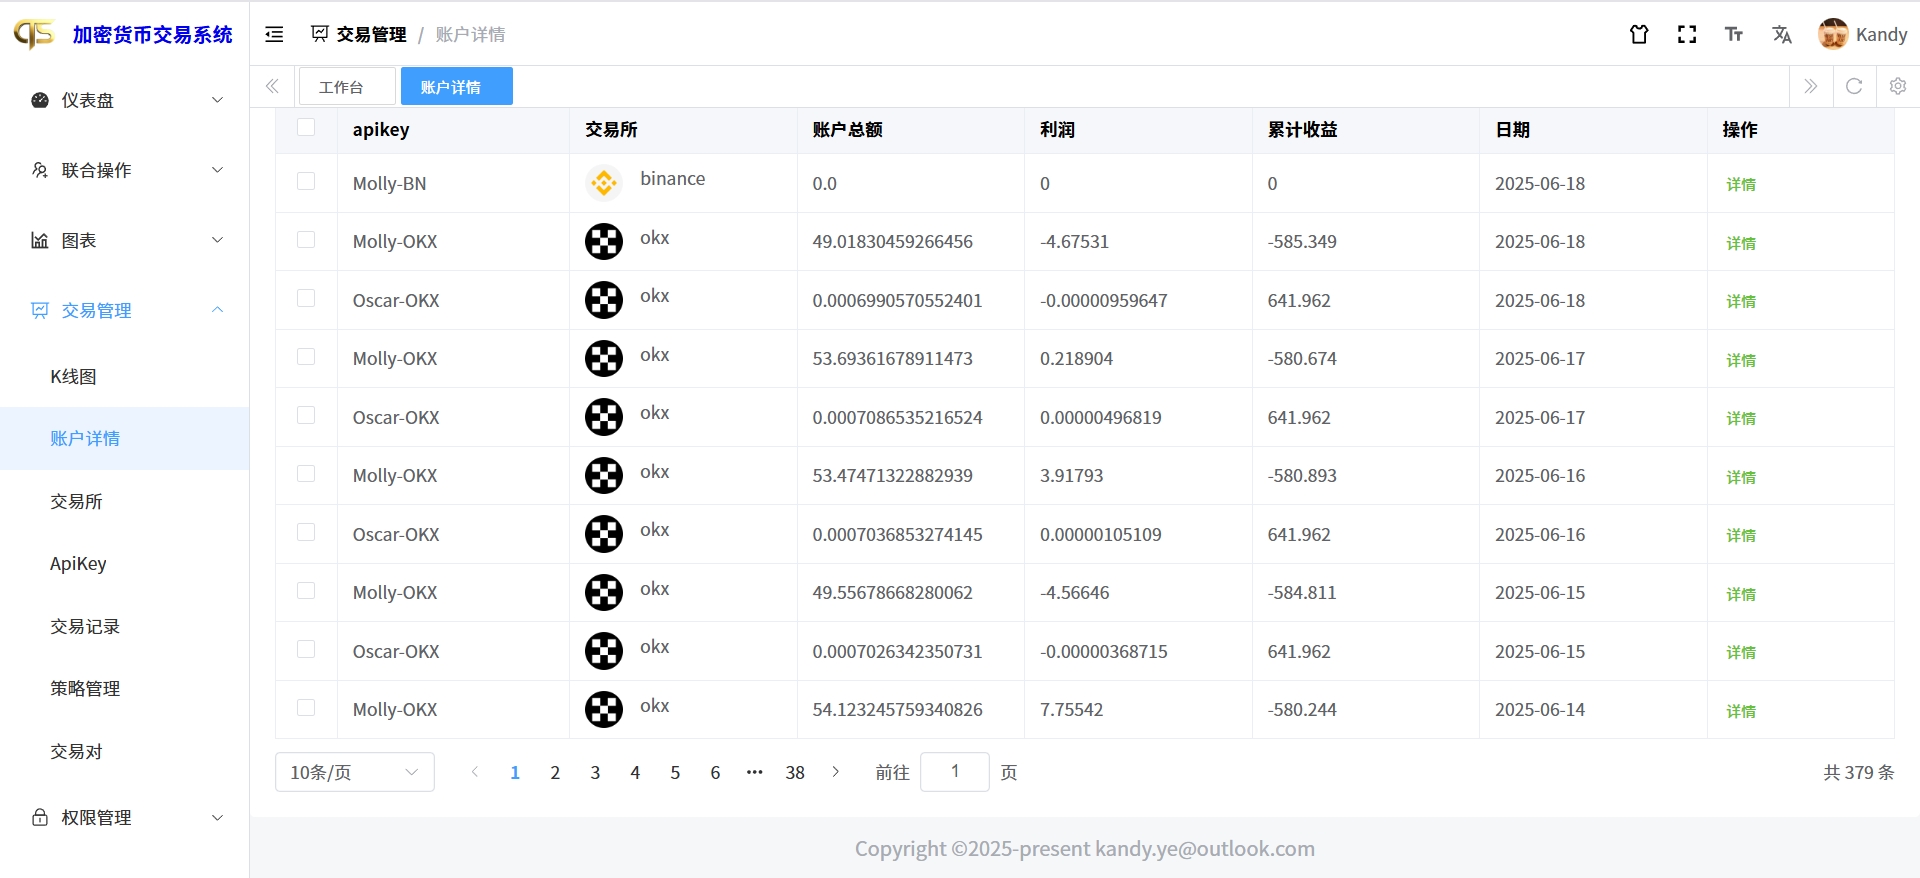 加密货币交易系统
交易管理 / 账户详情
Kandy
工作台
账户详情
仪表盘
联合操作
图表
交易管理
K线图
账户详情
交易所
ApiKey
交易记录
策略管理
交易对
权限管理
apikey 交易所 账户总额 利润 累计收益 日期 操作
Molly-BN binance 0.0 0 0 2025-06-18 详情
Molly-OKX okx 49.01830459266456 -4.67531 -585.349 2025-06-18 详情
Oscar-OKX okx 0.0006990570552401 -0.00000959647 641.962 2025-06-18 详情
Molly-OKX okx 53.69361678911473 0.218904 -580.674 2025-06-17 详情
Oscar-OKX okx 0.0007086535216524 0.00000496819 641.962 2025-06-17 详情
Molly-OKX okx 53.47471322882939 3.91793 -580.893 2025-06-16 详情
Oscar-OKX okx 0.0007036853274145 0.00000105109 641.962 2025-06-16 详情
Molly-OKX okx 49.55678668280062 -4.56646 -584.811 2025-06-15 详情
Oscar-OKX okx 0.0007026342350731 -0.00000368715 641.962 2025-06-15 详情
Molly-OKX okx 54.123245759340826 7.75542 -580.244 2025-06-14 详情
10条/页 1 2 3 4 5 6 ••• 38 前往 1 页 共 379 条
Copyright ©2025-present kandy.ye@outlook.com